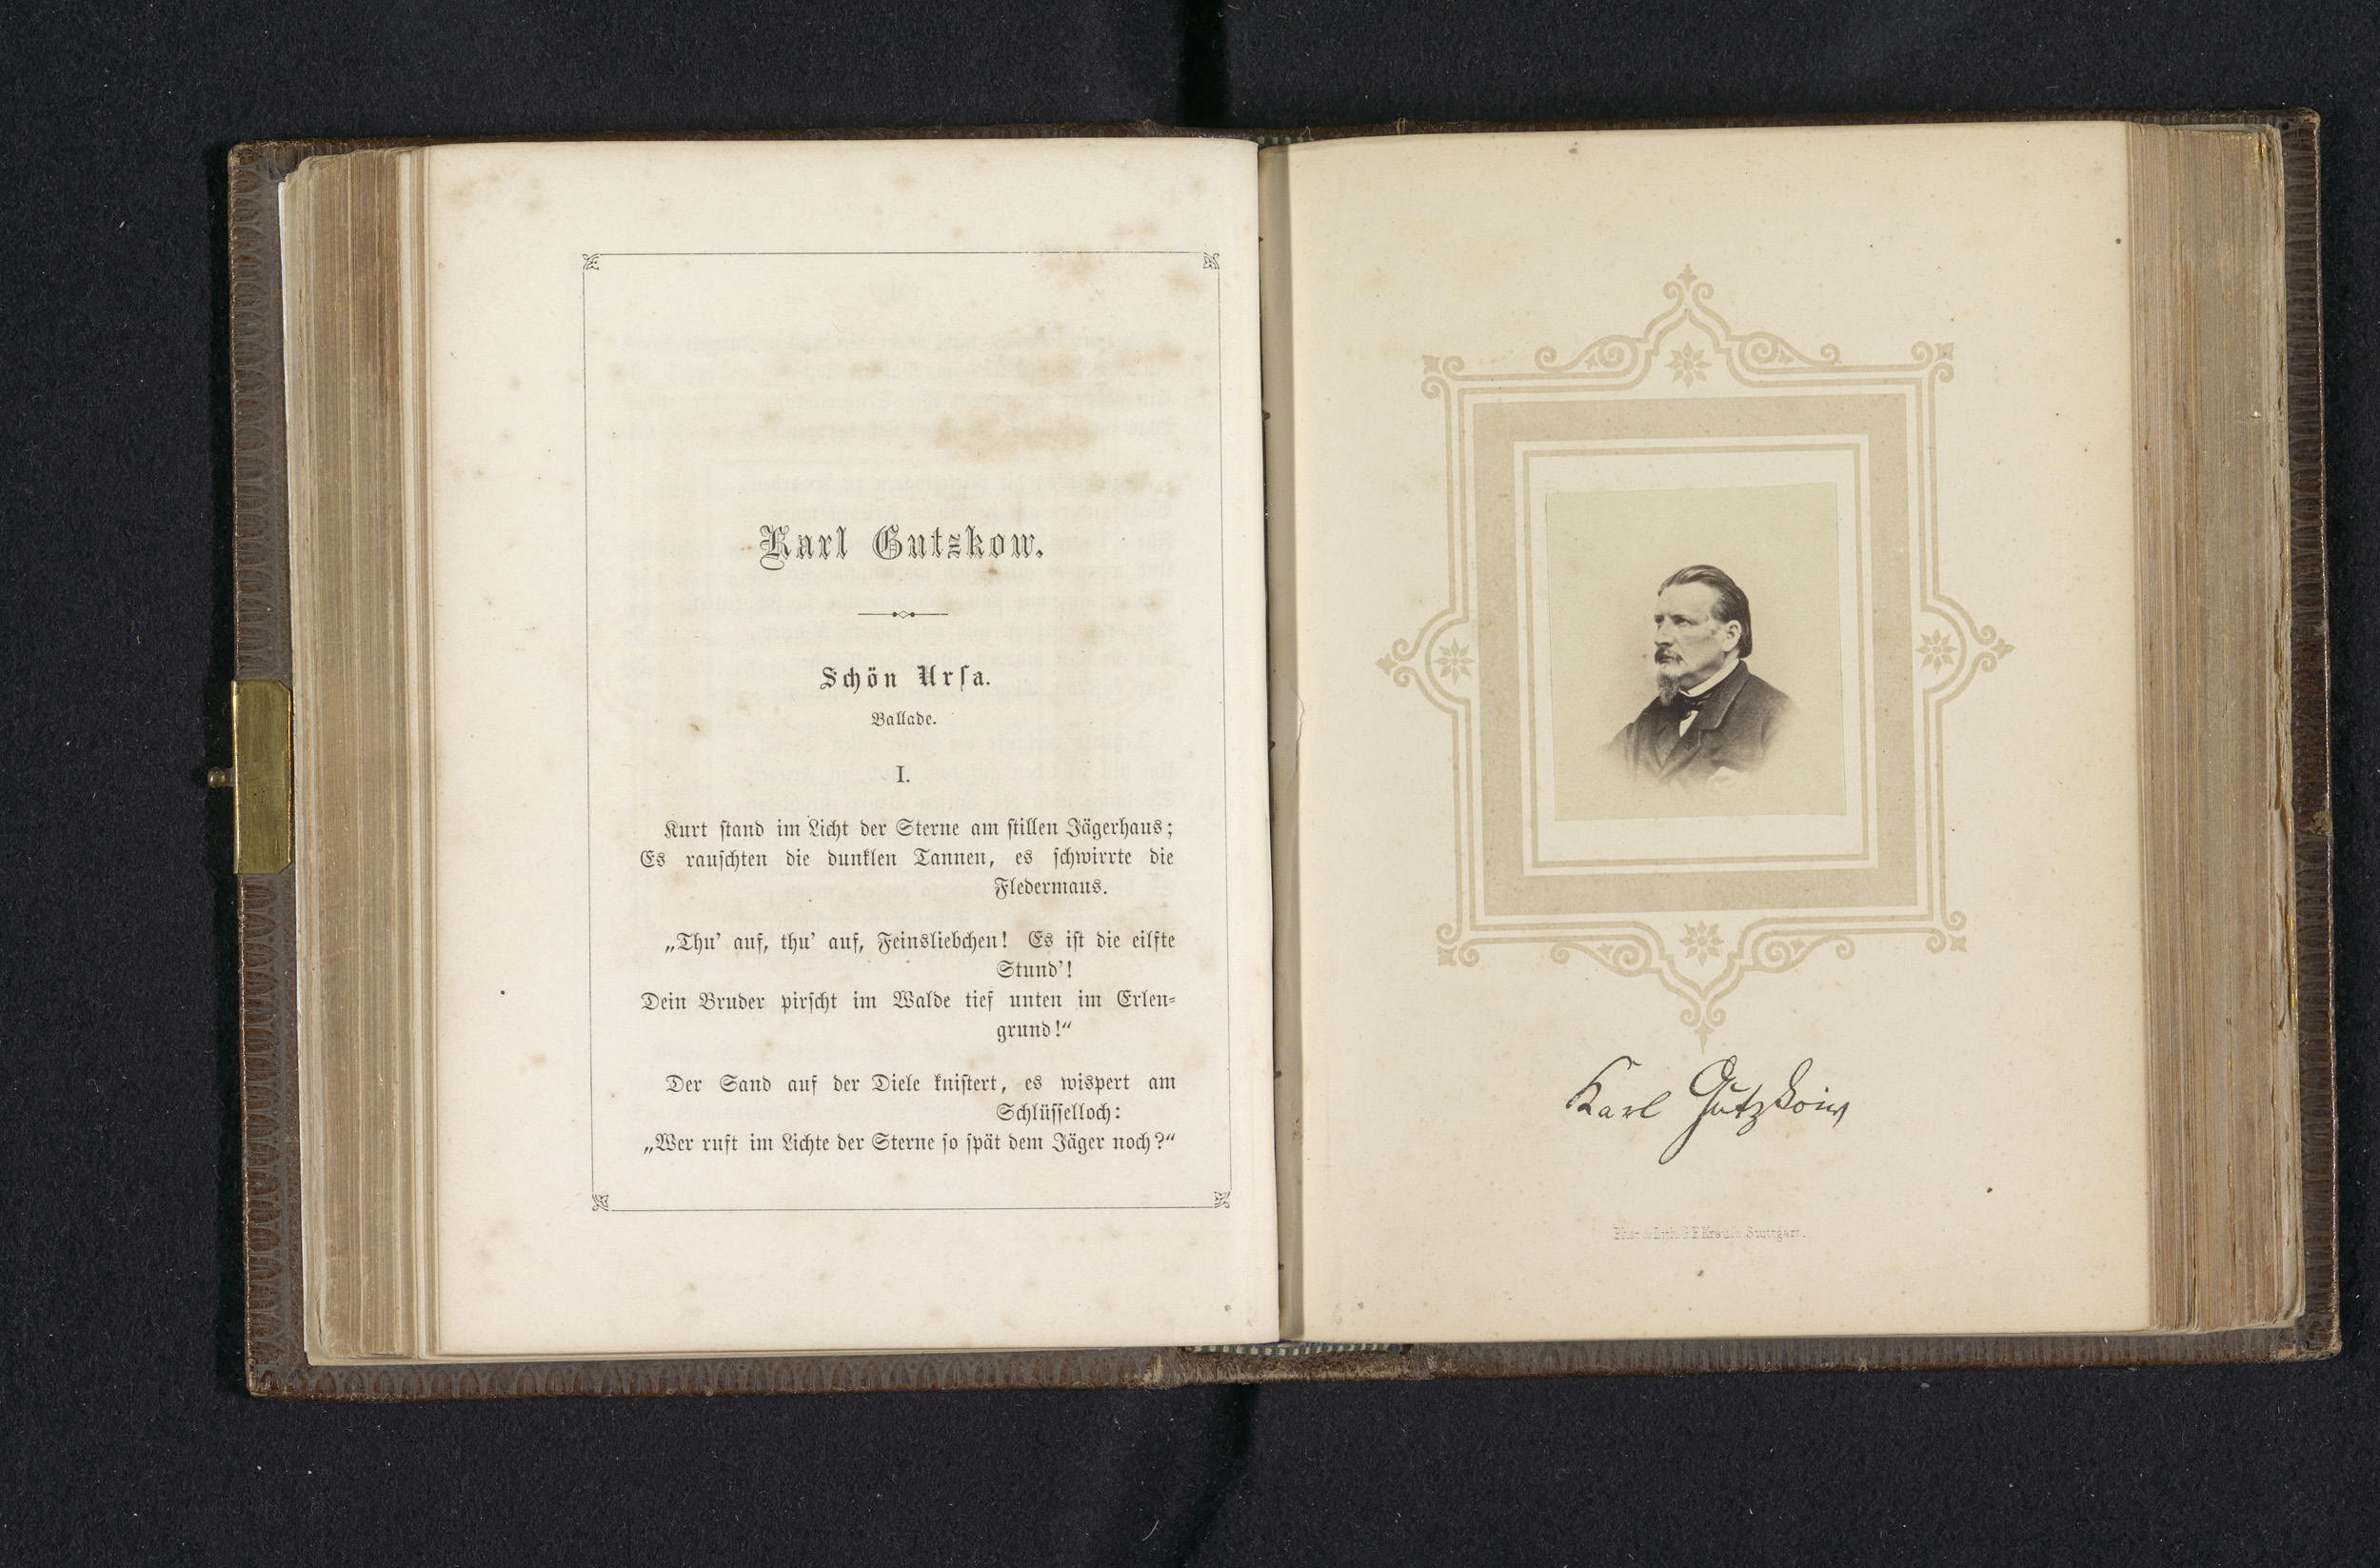 Karl Gutzkow.
Schön Ursa.
Ballade.
I.
Kurt stand im Licht der Sterne am stillen Jägerhaus;
Es rauschten die dunklen Tannen, es schwirrte die
Fledermaus.
„Thu' auf, thu' auf, Feinsliebchen! Es ist die eilfte
Stund'!
Dein Bruder pirscht im Walde tief unten im Erlen-
grund!“
Der Sand auf der Diele knistert, es wispert am
Schlüsselloch:
„Wer ruft im Lichte der Sterne so spät dem Jäger noch?“
Karl Gutzkow
Stuttgart.